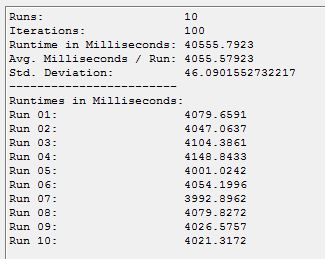 Runs: 10
Iterations: 100
Runtime in Milliseconds: 40555.7923
Avg. Milliseconds / Run: 4055.57923
Std. Deviation: 46.0901552732217
------------------------
Runtimes in Milliseconds:
Run 01: 4079.6591
Run 02: 4047.0637
Run 03: 4104.3861
Run 04: 4148.8433
Run 05: 4001.0242
Run 06: 4054.1996
Run 07: 3992.8962
Run 08: 4079.8272
Run 09: 4026.5757
Run 10: 4021.3172